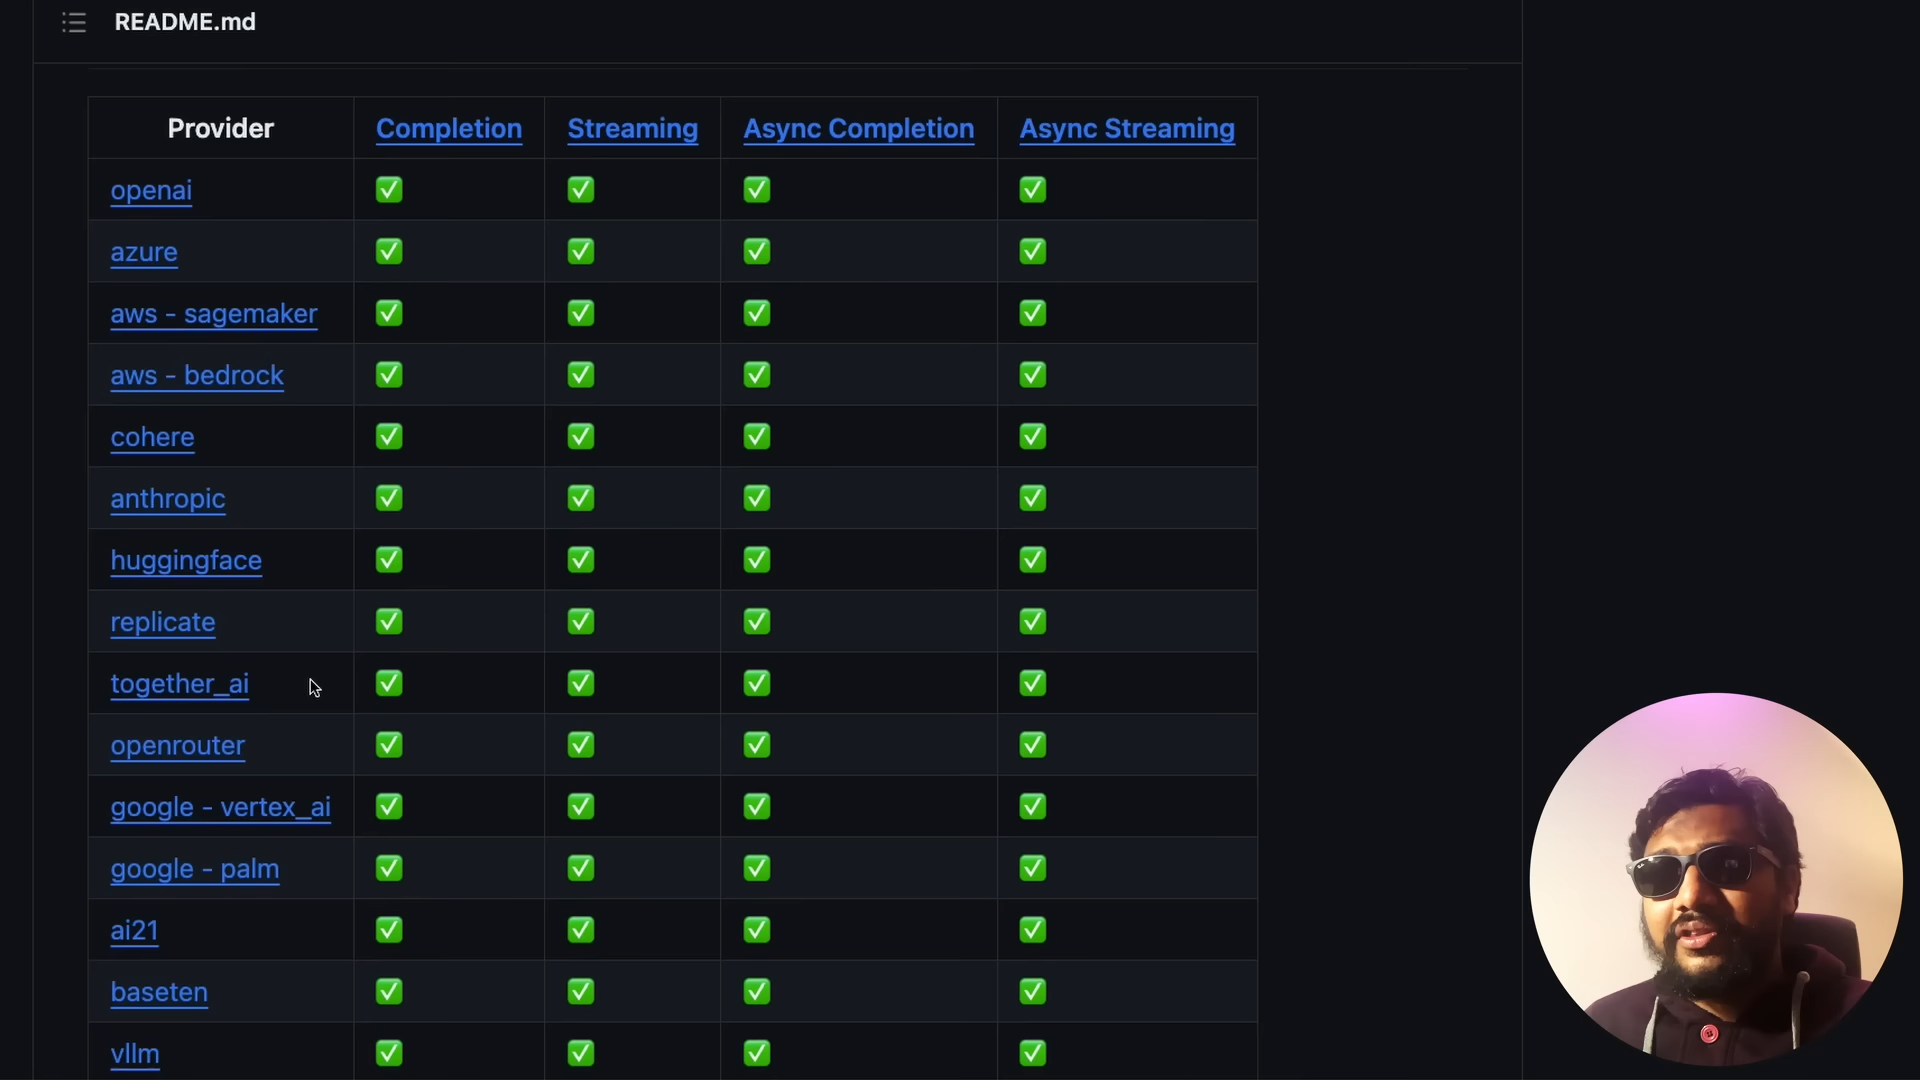 README.md
Provider Completion Streaming Async Completion Async Streaming
openai ✅ ✅ ✅ ✅
azure ✅ ✅ ✅ ✅
aws - sagemaker ✅ ✅ ✅ ✅
aws - bedrock ✅ ✅ ✅ ✅
cohere ✅ ✅ ✅ ✅
anthropic ✅ ✅ ✅ ✅
huggingface ✅ ✅ ✅ ✅
replicate ✅ ✅ ✅ ✅
together_ai ✅ ✅ ✅ ✅
openrouter ✅ ✅ ✅ ✅
google - vertex_ai ✅ ✅ ✅ ✅
google - palm ✅ ✅ ✅ ✅
ai21 ✅ ✅ ✅ ✅
baseten ✅ ✅ ✅ ✅
vllm ✅ ✅ ✅ ✅